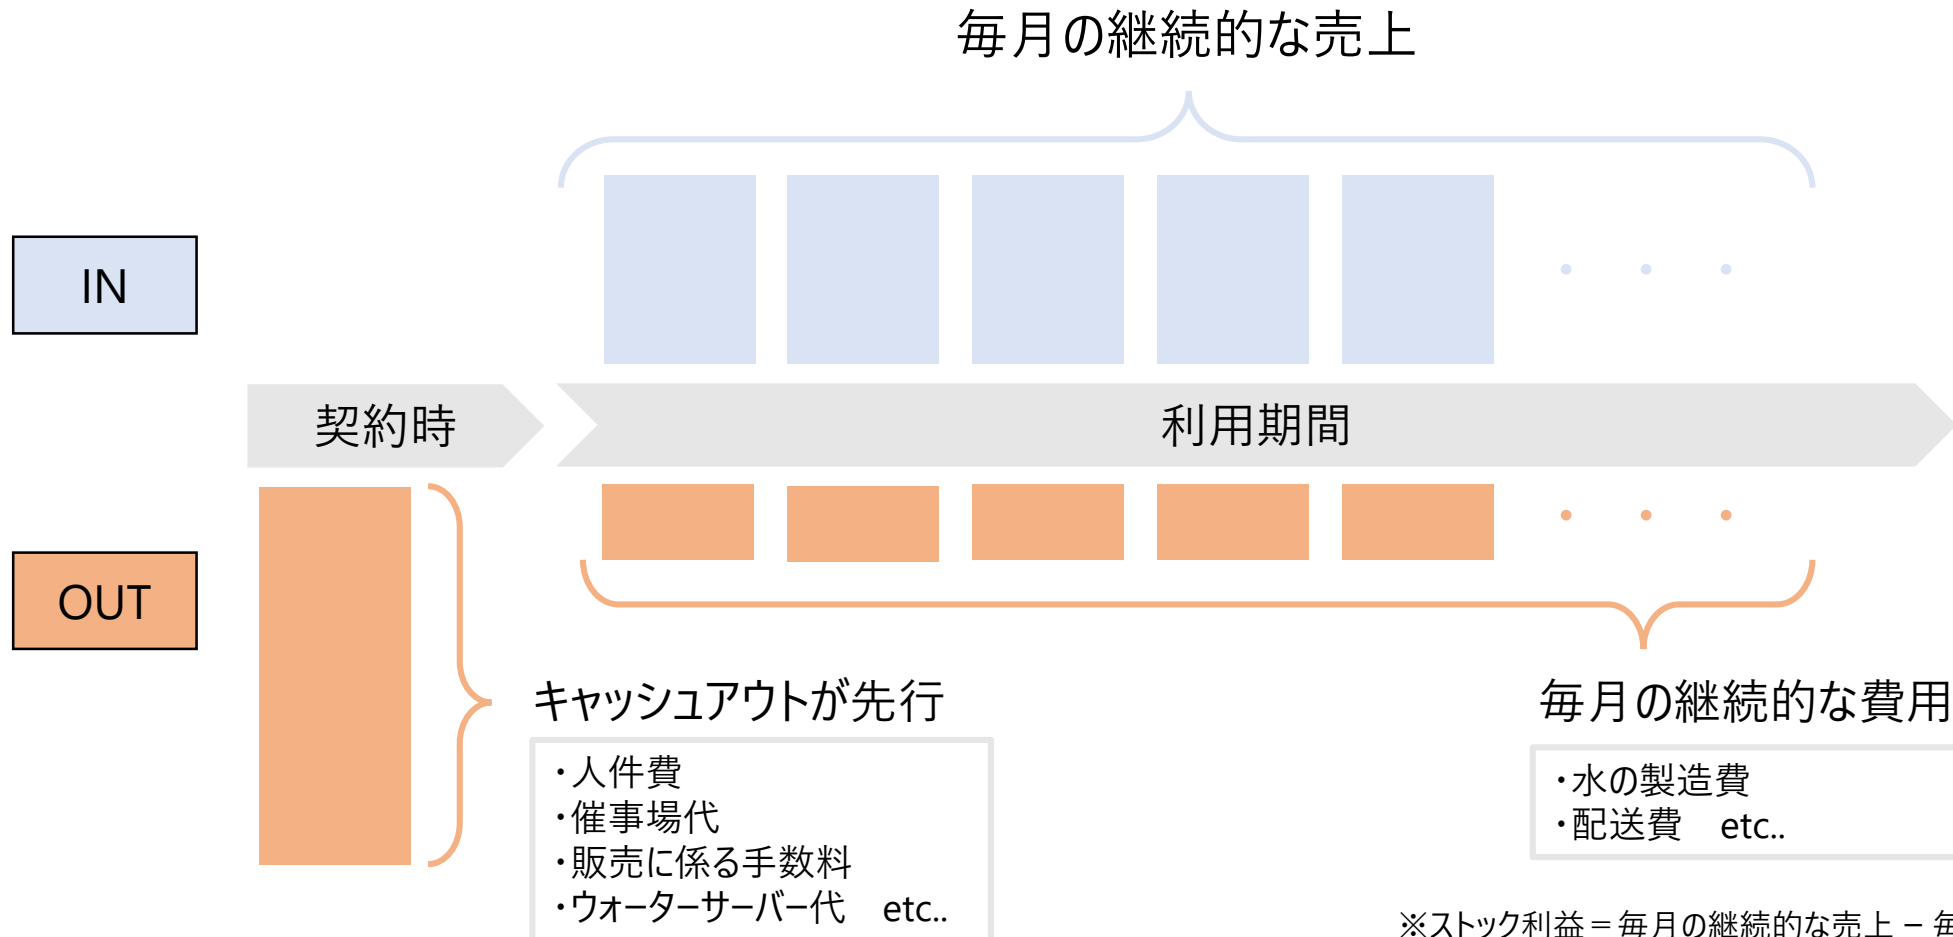 毎月の継続的な売上
IN
契約時
利用期間
OUT
キャッシュアウトが先行
・人件費
・催事場代
・販売に係る手数料
・ウォーターサーバー代 etc..
毎月の継続的な費用
・水の製造費
・配送費 etc..
※ストック利益＝毎月の継続的な売上 − 毎